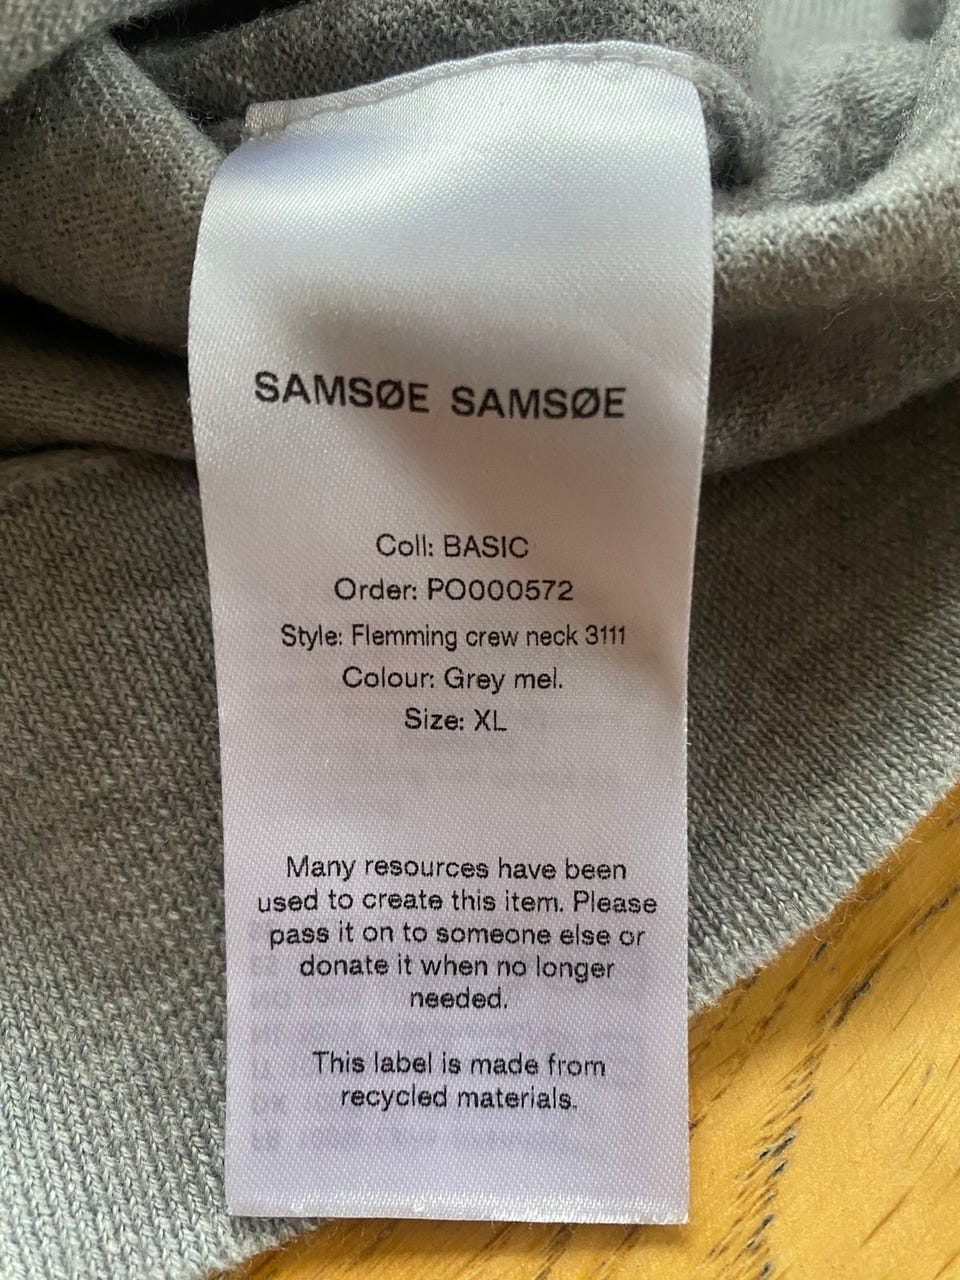 SAMSØE SAMSØE
Coll: BASIC
Order: PO000572
Style: Flemming crew neck 3111
Colour: Grey mel.
Size: XL
Many resources have been
used to create this item. Please
pass it on to someone else or
donate it when no longer
needed.
This label is made from
recycled materials.